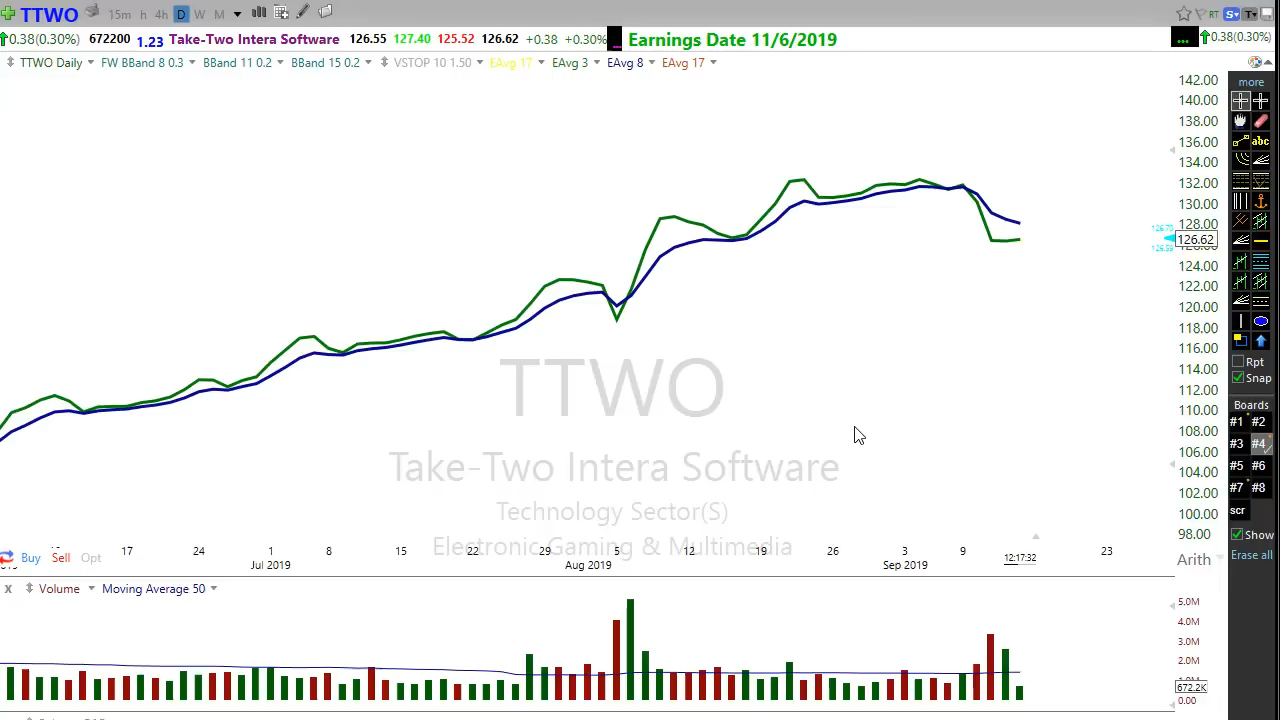 TTWO 15m h 4h D W M RT S T
0.38(0.30%) 672200 1.23 Take-Two Intera Software 126.55 127.40 125.52 126.62 +0.38 +0.30% ... Earnings Date 11/6/2019 ... 0.38(0.30%)
TTWO Daily FW BBand 8 0.3 BBand 11 0.2 BBand 15 0.2 VSTOP 10 1.50 EAvg 17 EAvg 3 EAvg 8 EAvg 17
more
abc
142.00
140.00
138.00
136.00
134.00
132.00
130.00
128.00
126.70
126.62
126.59
124.00
122.00
120.00
118.00
116.00
114.00
112.00
110.00
108.00
106.00
104.00
102.00
100.00
98.00
TTWO
Take-Two Intera Software
Technology Sector(S)
Electronic Gaming & Multimedia
Rpt
Snap
Boards
#1 #2
#3 #4
#5 #6
#7 #8
scr
Show
Erase all
Buy Sell Opt
17 24 1 8 15 22 29 5 12 19 26 3 9 12:17:32 23
Jul 2019 Aug 2019 Sep 2019
Arith
X Volume Moving Average 50
5.0M
4.0M
3.0M
2.0M
672.2K
0.00